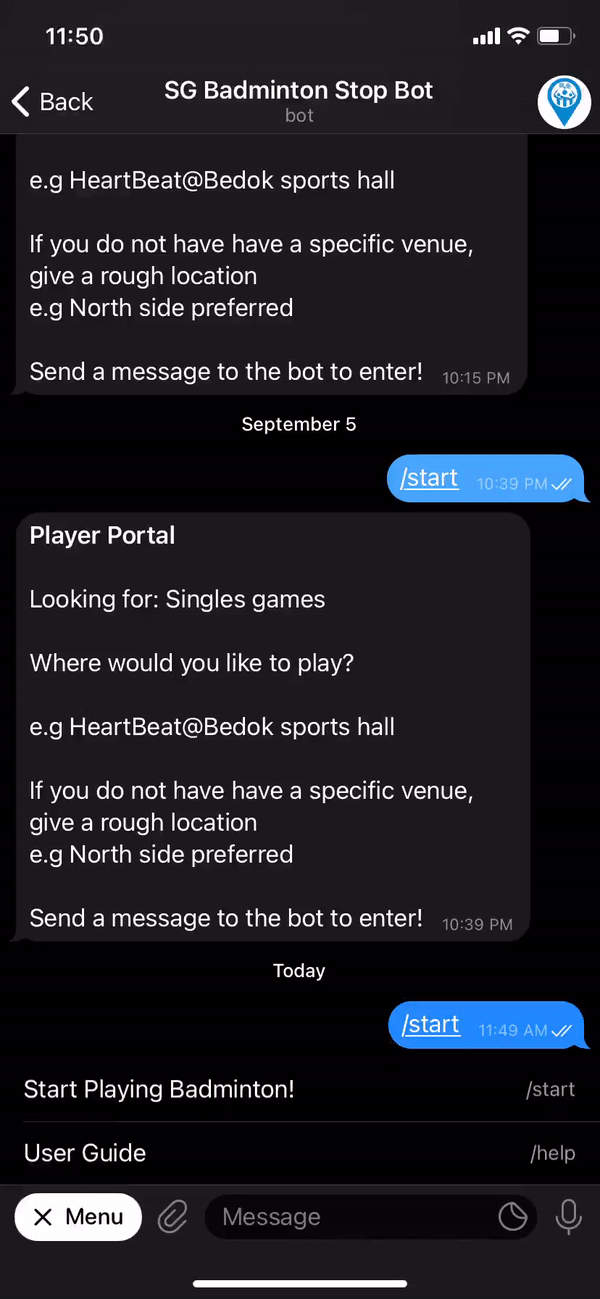 11:50
Back
SG Badminton Stop Bot
bot
e.g HeartBeat@Bedok sports hall
If you do not have have a specific venue,
give a rough location
e.g North side preferred
Send a message to the bot to enter! 10:15 PM
September 5
/start 10:39 PM
Player Portal
Looking for: Singles games
Where would you like to play?
e.g HeartBeat@Bedok sports hall
If you do not have have a specific venue,
give a rough location
e.g North side preferred
Send a message to the bot to enter! 10:39 PM
Today
/start 11:49 AM
Start Playing Badminton! /start
User Guide /help
Menu Message